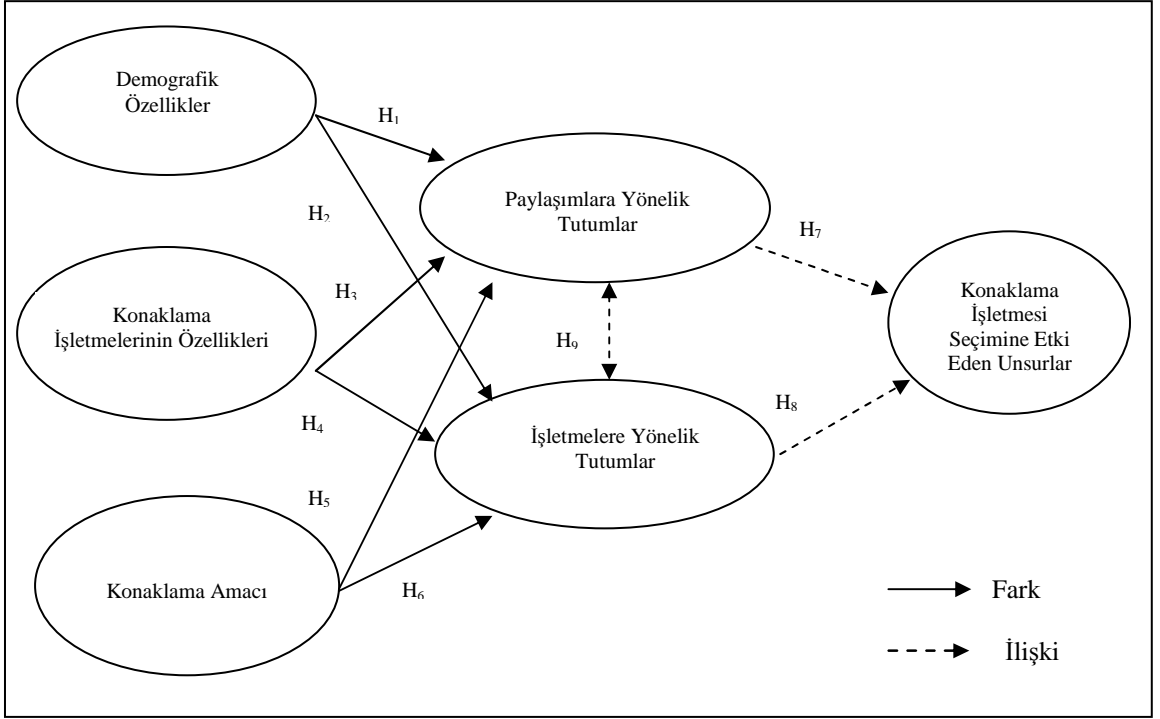 Demografik
Özellikler
H₁
Paylaşımlara Yönelik
Tutumlar
H₂
H₇
Konaklama
İşletmelerinin Özellikleri
H₃
Konaklama
İşletmesi
Seçimine Etki
Eden Unsurlar
H₉
H₄
İşletmelere Yönelik
Tutumlar
H₈
H₅
Konaklama Amacı
H₆
Fark
İlişki